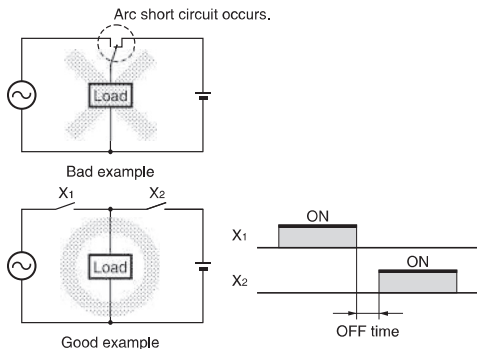 Arc short circuit occurs.
Load
Bad example
X1
X2
Load
Good example
X1
ON
X2
ON
OFF time